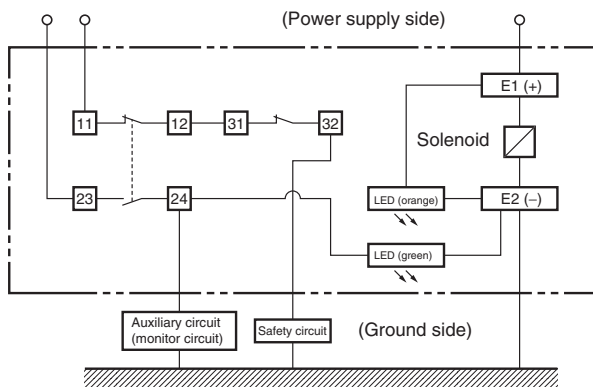 (Power supply side)
E1 (+)
11
12
31
32
Solenoid
23
24
LED (orange)
E2 (−)
LED (green)
Auxiliary circuit
(monitor circuit)
Safety circuit
(Ground side)